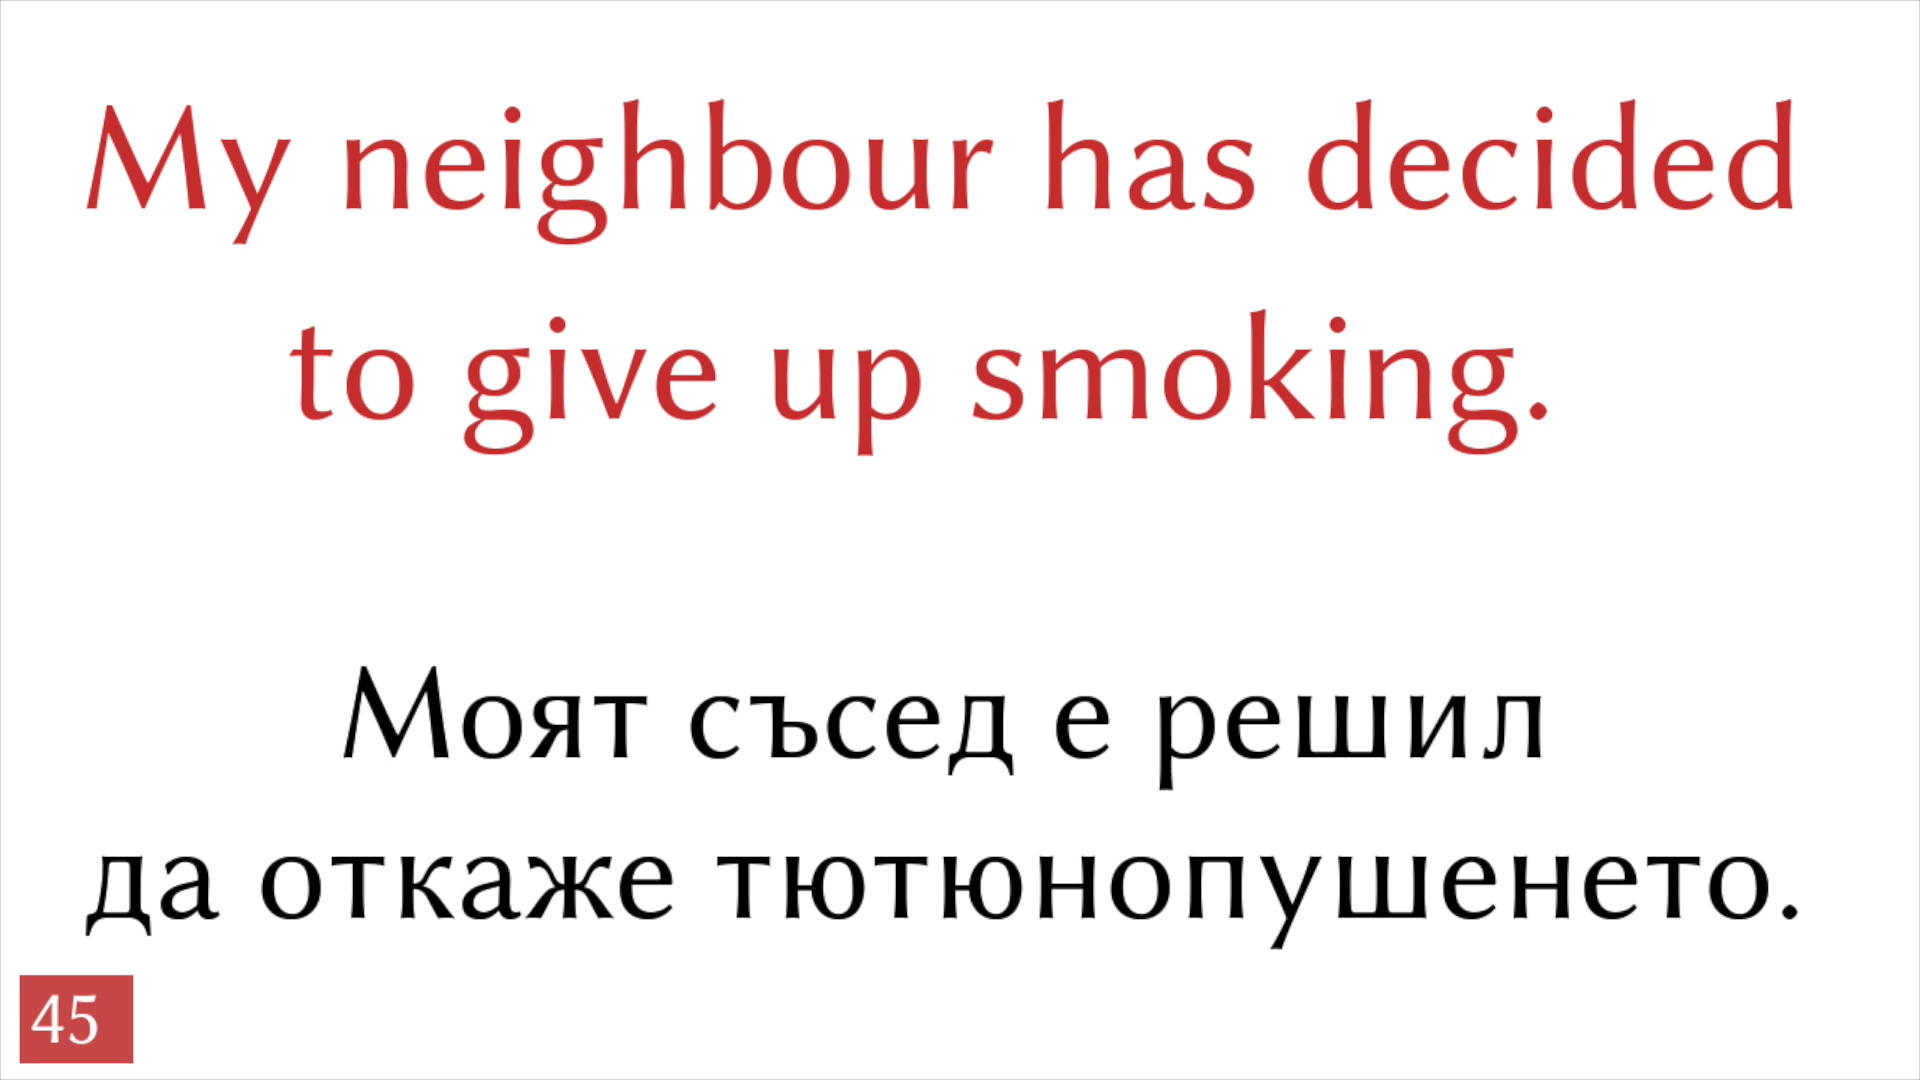 My neighbour has decided
to give up smoking.
Моят съсед е решил
да откаже тютюнопушенето.
45